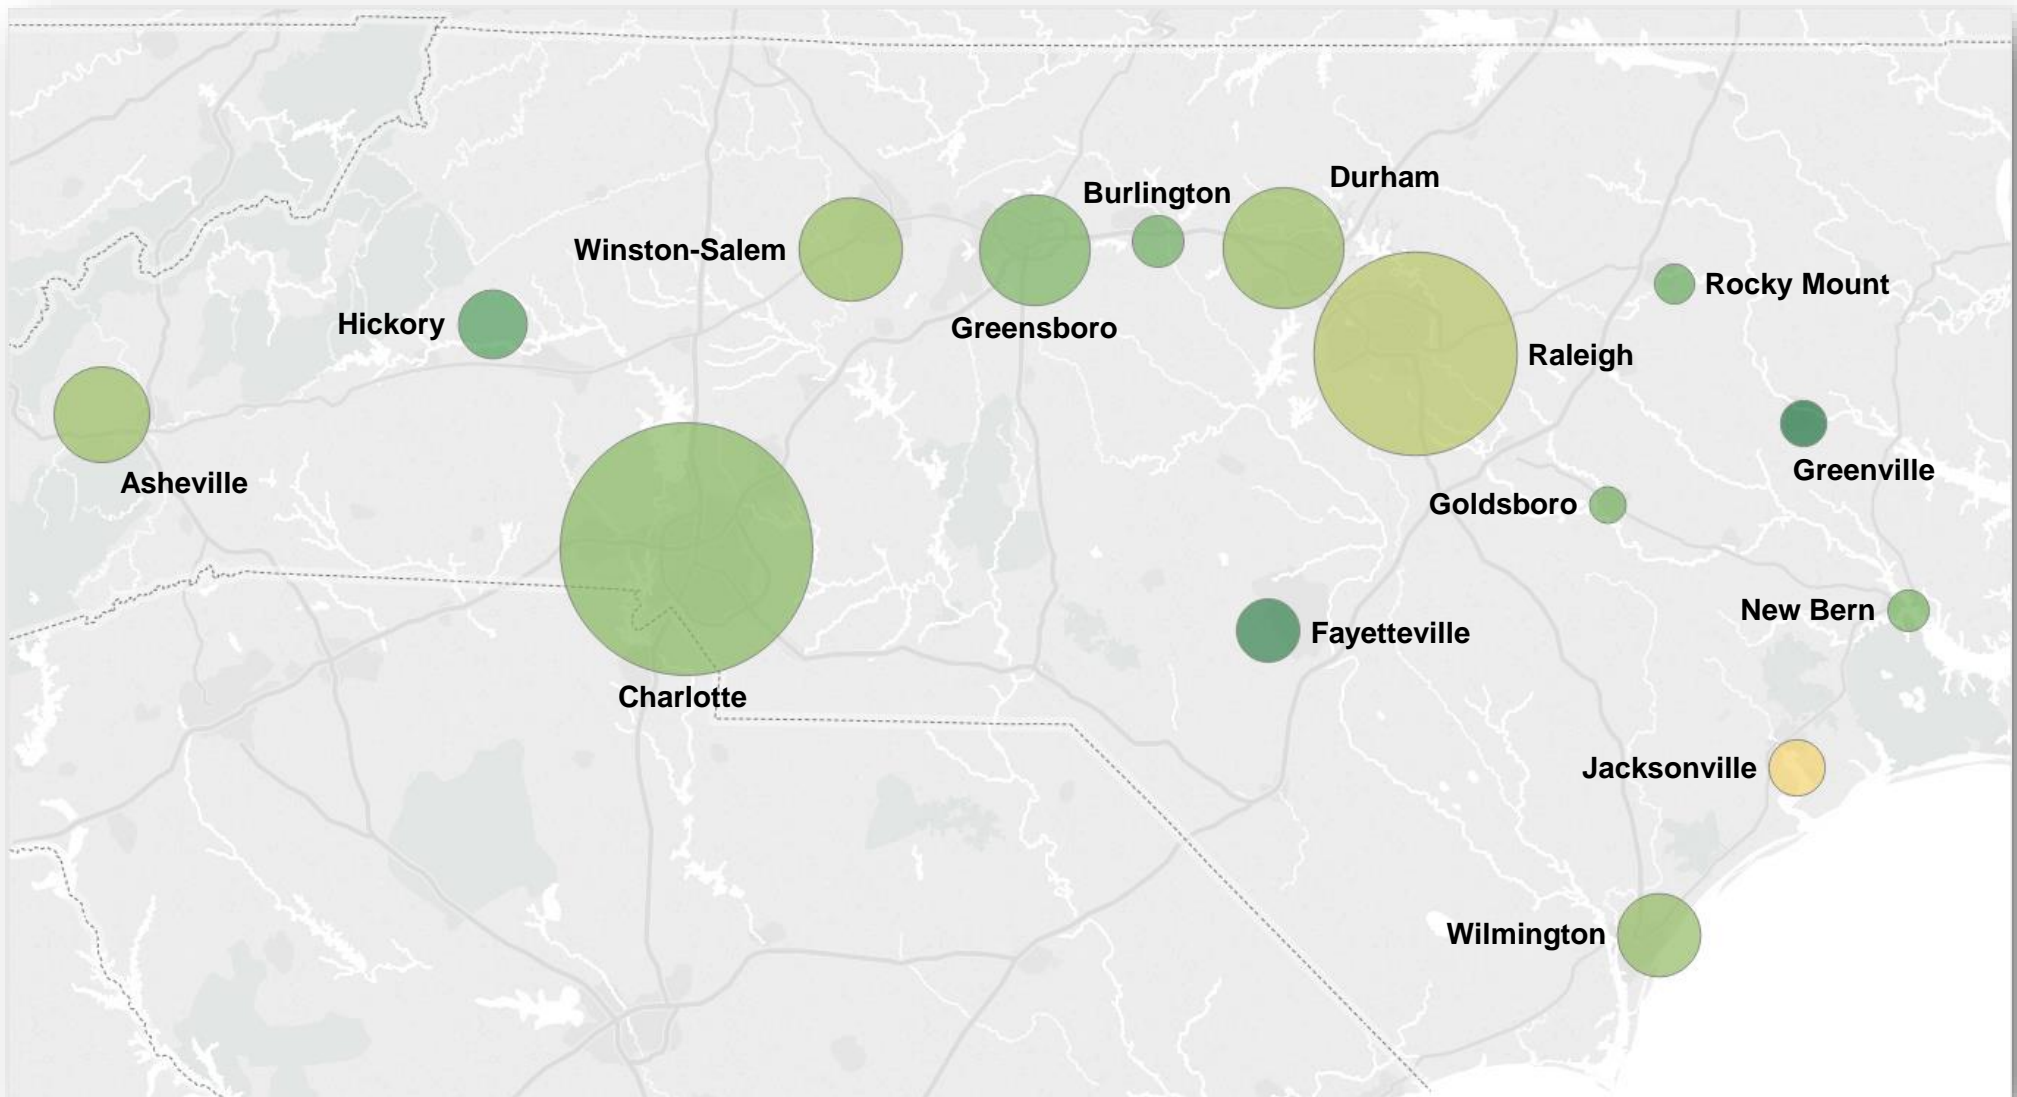 Durham
Burlington
Winston-Salem
Rocky Mount
Hickory
Greensboro
Raleigh
Greenville
Asheville
Goldsboro
New Bern
Fayetteville
Charlotte
Jacksonville
Wilmington